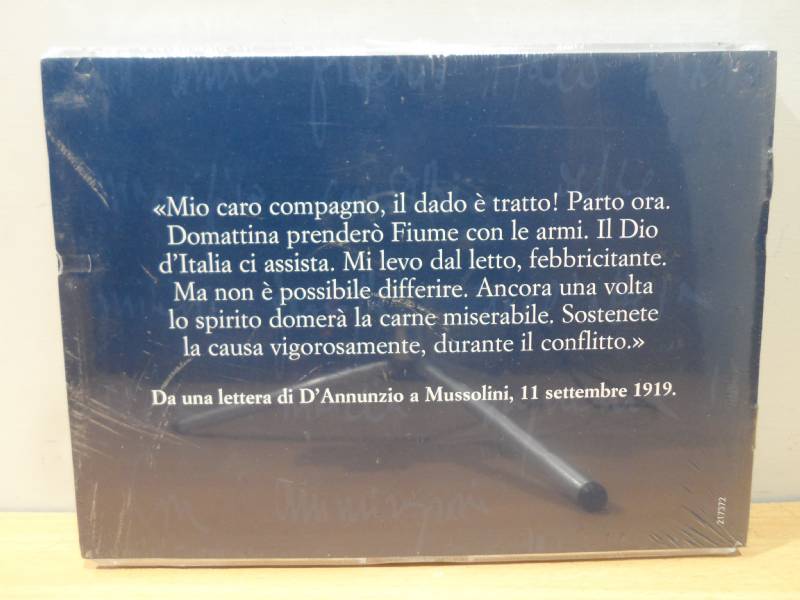 «Mio caro compagno, il dado è tratto! Parto ora.
Domattina prenderò Fiume con le armi. Il Dio
d'Italia ci assista. Mi levo dal letto, febbricitante.
Ma non è possibile differire. Ancora una volta
lo spirito domerà la carne miserabile. Sostenete
la causa vigorosamente, durante il conflitto.»
Da una lettera di D'Annunzio a Mussolini, 11 settembre 1919.
217372